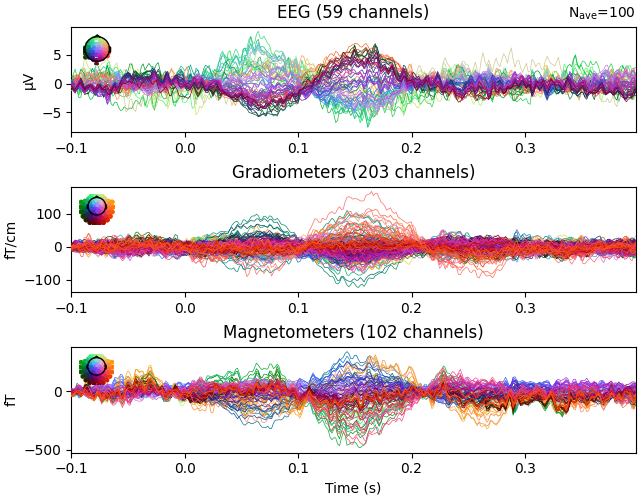 EEG (59 channels)
Nave=100
µV
5
0
−5
−0.1 0.0 0.1 0.2 0.3
Gradiometers (203 channels)
fT/cm
100
0
−100
−0.1 0.0 0.1 0.2 0.3
Magnetometers (102 channels)
fT
0
−500
−0.1 0.0 0.1 0.2 0.3
Time (s)